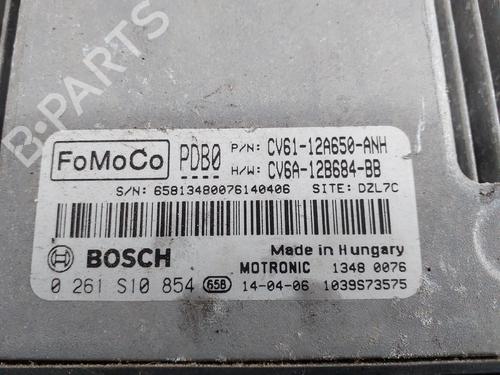 B-PARTS
FoMoCo
PDB0
P/N: CV61-12A650-ANH
H/W: CV6A-12B684-BB
S/N: 65813480076140406 SITE: DZL7C
BOSCH
Made in Hungary
MOTRONIC 1348 0076
0 261 S10 854 658 14-04-06 1039S73575